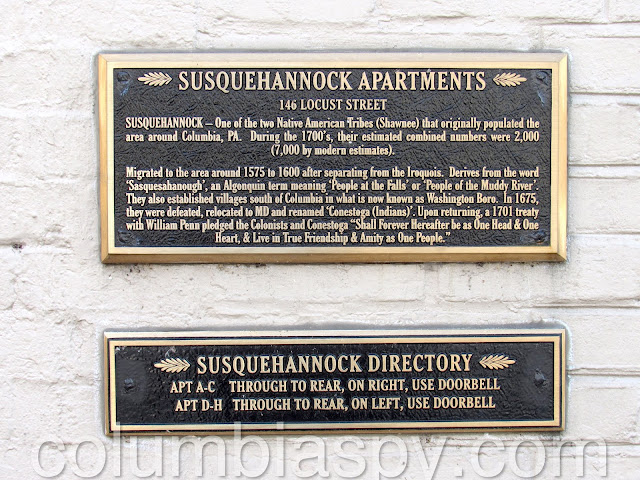 SUSQUEHANNOCK APARTMENTS
146 LOCUST STREET
SUSQUEHANNOCK – One of the two Native American Tribes (Shawnee) that originally populated the
area around Columbia, PA. During the 1700's, their estimated combined numbers were 2,000
(7,000 by modern estimates).
Migrated to the area around 1575 to 1600 after separating from the Iroquois. Derives from the word
'Sasquesahanough', an Algonquin term meaning 'People at the Falls' or 'People of the Muddy River'.
They also established villages south of Columbia in what is now known as Washington Boro. In 1675,
they were defeated, relocated to MD and renamed 'Conestoga (Indians)'. Upon returning, a 1701 treaty
with William Penn pledged the Colonists and Conestoga "Shall Forever Hereafter be as One Head & One
Heart, & Live in True Friendship & Amity as One People."
SUSQUEHANNOCK DIRECTORY
APT A-C THROUGH TO REAR, ON RIGHT, USE DOORBELL
APT D-H THROUGH TO REAR, ON LEFT, USE DOORBELL
columbiaspy.com